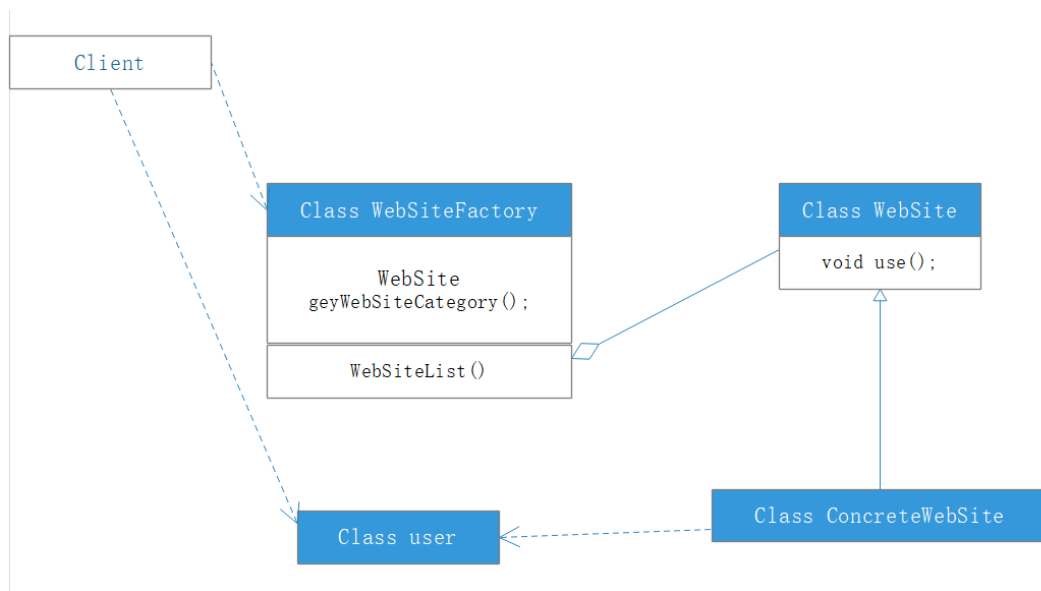 Client
Class WebSiteFactory
WebSite
geyWebSiteCategory();
WebSiteList()
Class WebSite
void use();
Class user
Class ConcreteWebSite